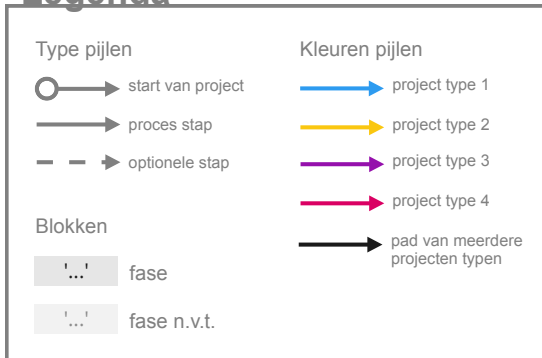 Legenda
Type pijlen
start van project
proces stap
optionele stap
Blokken
'...' fase
'...' fase n.v.t.
Kleuren pijlen
project type 1
project type 2
project type 3
project type 4
pad van meerdere
projecten typen